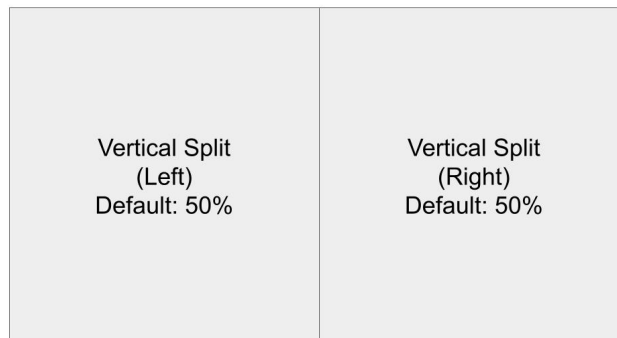 Vertical Split
(Left)
Default: 50%
Vertical Split
(Right)
Default: 50%